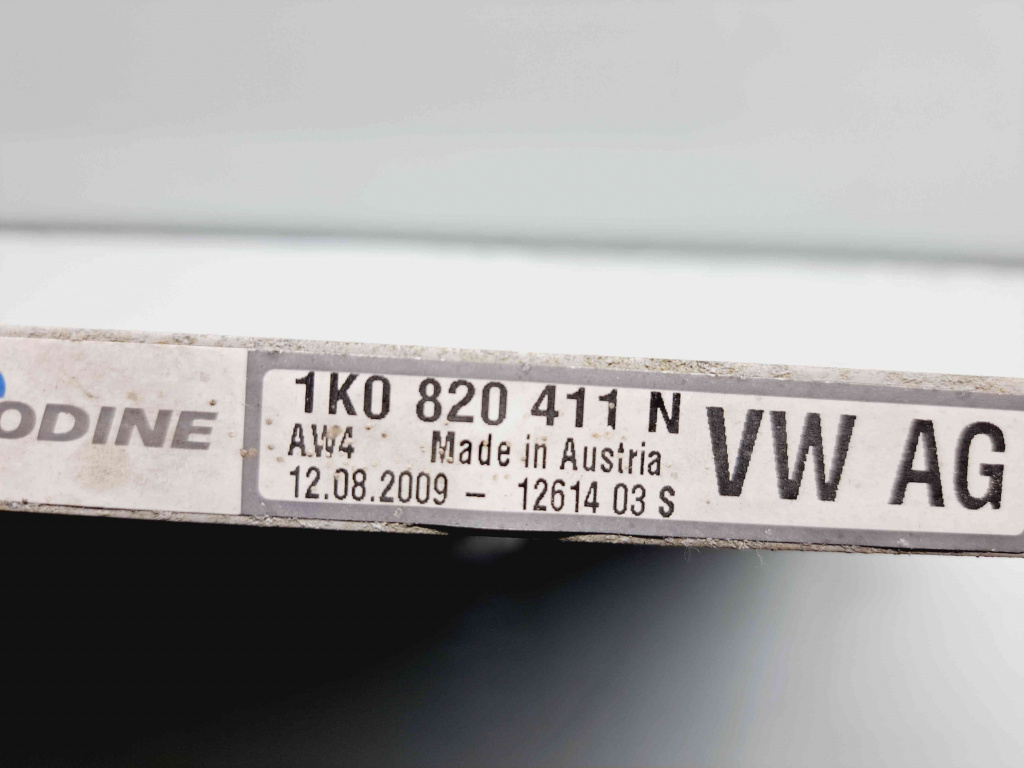 ODINE
1K0 820 411 N
AW4 Made in Austria
12.08.2009 - 12614 03 S
VW AG